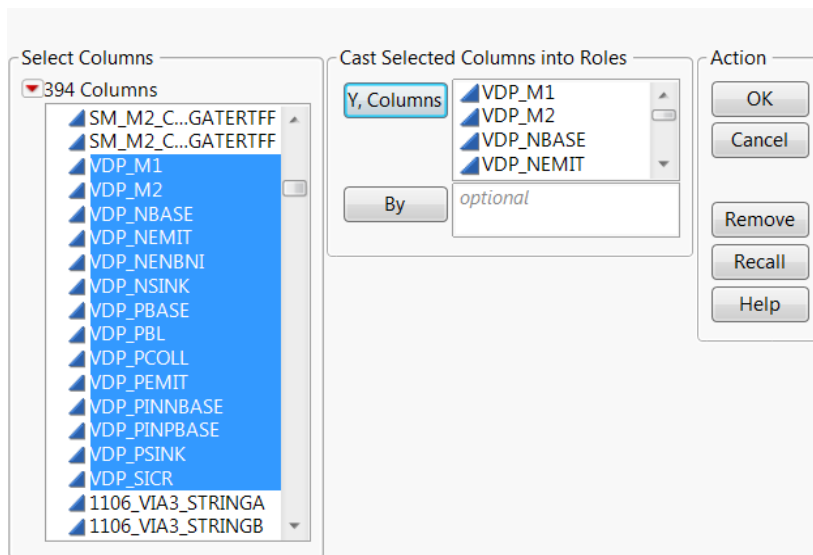 Select Columns
394 Columns
SM_M2_C...GATERTFF
SM_M2_C...GATERTFF
VDP_M1
VDP_M2
VDP_NBASE
VDP_NEMIT
VDP_NENBNI
VDP_NSINK
VDP_PBASE
VDP_PBL
VDP_PCOLL
VDP_PEMIT
VDP_PINNBASE
VDP_PINPBASE
VDP_PSINK
VDP_SICR
1106_VIA3_STRINGA
1106_VIA3_STRINGB
Cast Selected Columns into Roles
Y, Columns
VDP_M1
VDP_M2
VDP_NBASE
VDP_NEMIT
By
optional
Action
OK
Cancel
Remove
Recall
Help